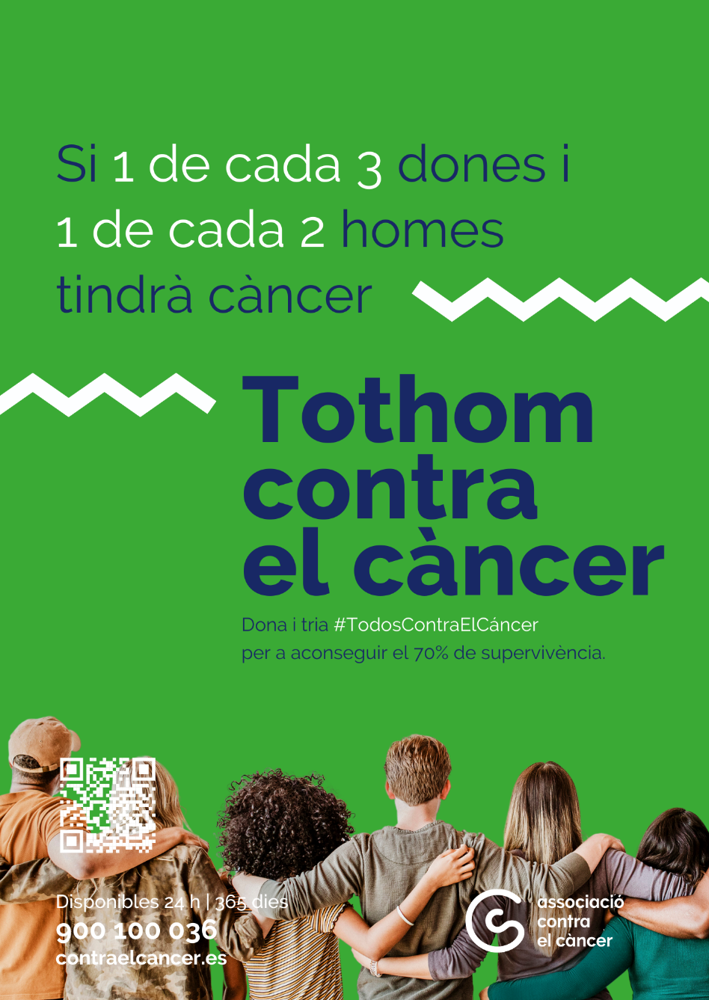 Si 1 de cada 3 dones i
1 de cada 2 homes
tindrà càncer
Tothom
contra
el càncer
Dona i tria #TodosContraElCáncer
per a aconseguir el 70% de supervivència.
Disponibles 24 h | 365 dies
900 100 036
contraelcancer.es
associació
contra
el càncer